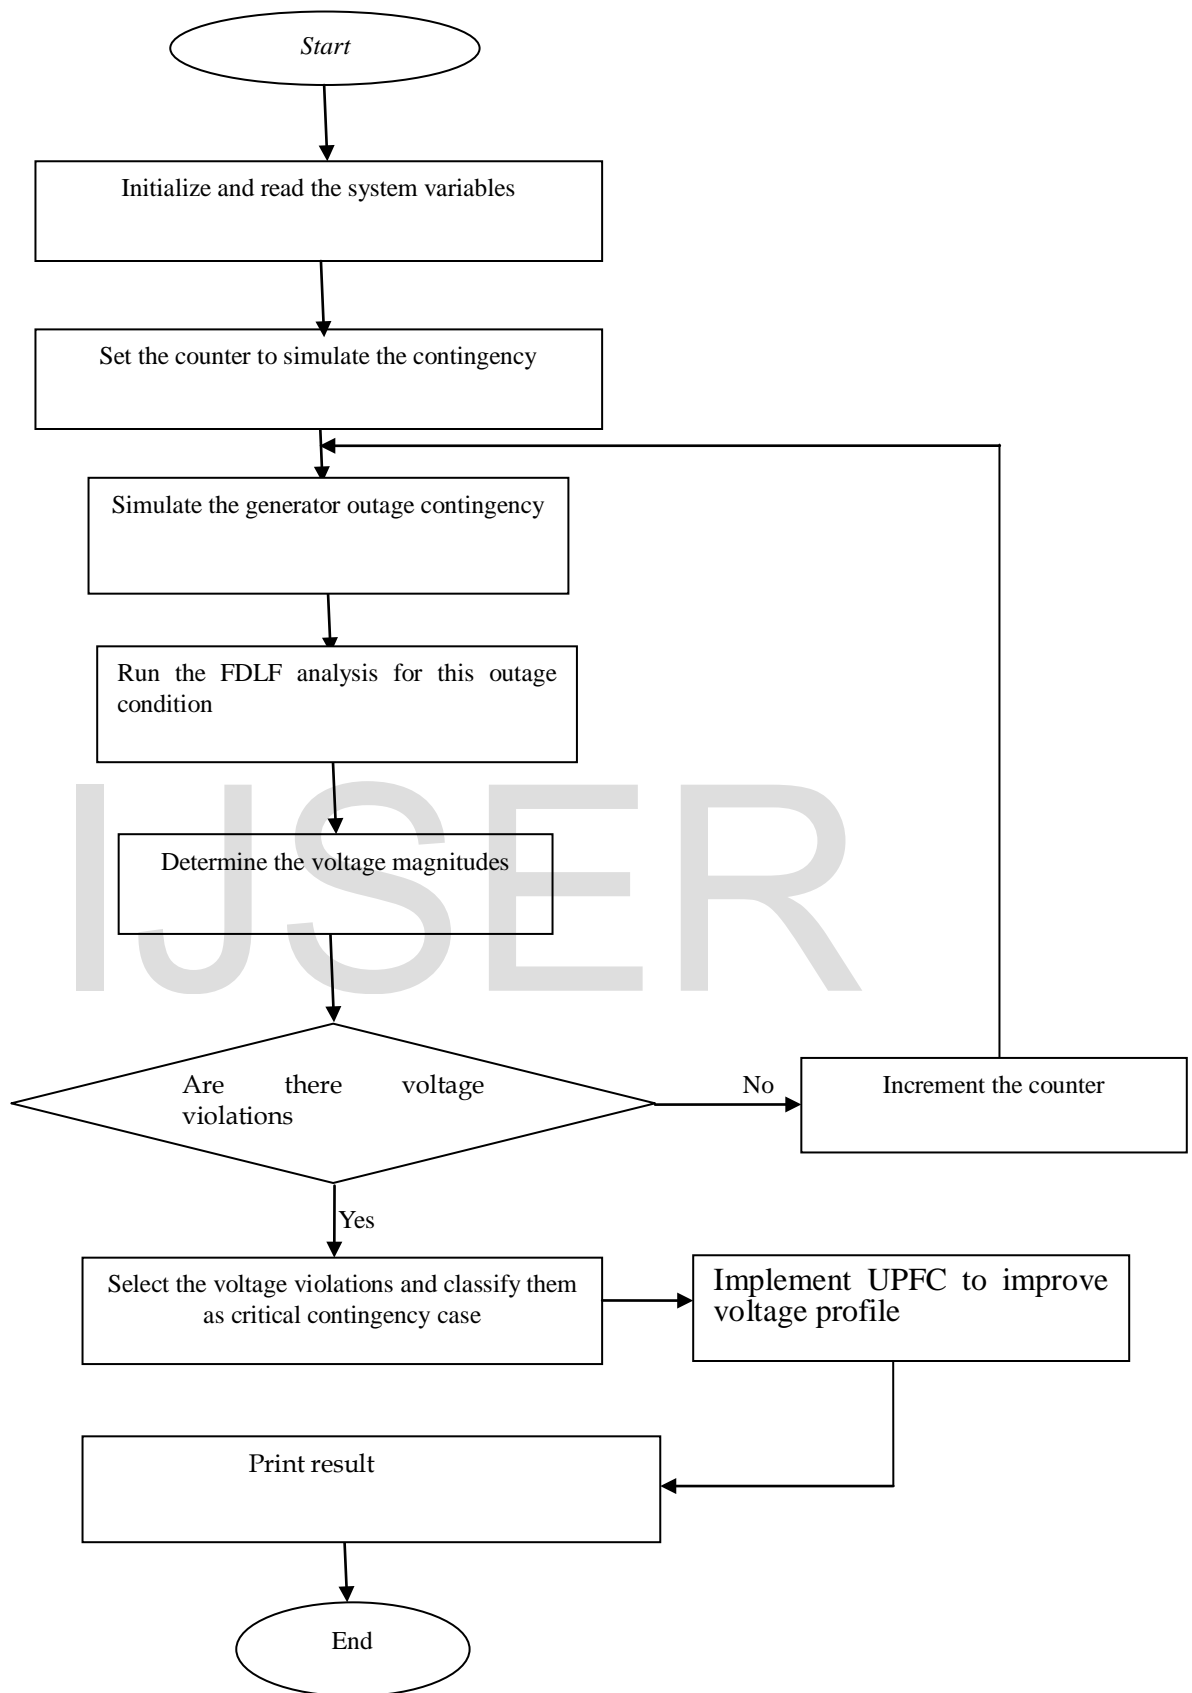 Start
Initialize and read the system variables
Set the counter to simulate the contingency
Simulate the generator outage contingency
Run the FDLF analysis for this outage
condition
IJSER
Determine the voltage magnitudes
Are there voltage
violations
No
Increment the counter
Yes
Select the voltage violations and classify them
as critical contingency case
Implement UPFC to improve
voltage profile
Print result
End